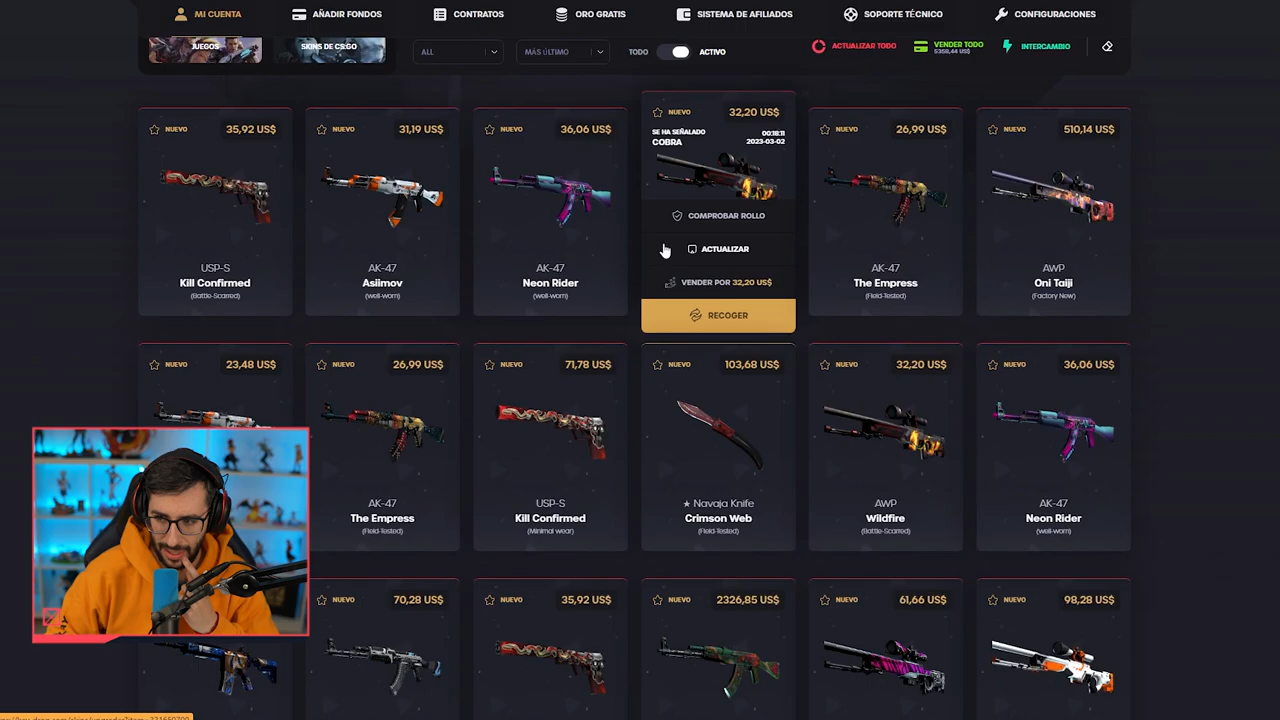 MI CUENTA
AÑADIR FONDOS
CONTRATOS
ORO GRATIS
SISTEMA DE AFILIADOS
SOPORTE TÉCNICO
CONFIGURACIONES
JUEGOS
SKINS DE CS:GO
ALL
MÁS ÚLTIMO
TODO
ACTIVO
ACTUALIZAR TODO
VENDER TODO
5358,44 US$
INTERCAMBIO
NUEVO 35,92 US$
USP-S
Kill Confirmed
(Battle-Scarred)
NUEVO 31,19 US$
AK-47
Asiimov
(well-worn)
NUEVO 36,06 US$
AK-47
Neon Rider
(well-worn)
NUEVO 32,20 US$
SE HA SEÑALADO 00:18:11
COBRA 2023-03-02
COMPROBAR ROLLO
ACTUALIZAR
VENDER POR 32,20 US$
RECOGER
NUEVO 26,99 US$
AK-47
The Empress
(Field-Tested)
NUEVO 510,14 US$
AWP
Oni Taiji
(Factory New)
NUEVO 23,48 US$
NUEVO 26,99 US$
AK-47
The Empress
(Field-Tested)
NUEVO 71,78 US$
USP-S
Kill Confirmed
(Minimal wear)
NUEVO 103,68 US$
★ Navaja Knife
Crimson Web
(Field-Tested)
NUEVO 32,20 US$
AWP
Wildfire
(Battle-Scarred)
NUEVO 36,06 US$
AK-47
Neon Rider
(well-worn)
NUEVO 70,28 US$
NUEVO 35,92 US$
NUEVO 2326,85 US$
NUEVO 61,66 US$
NUEVO 98,28 US$